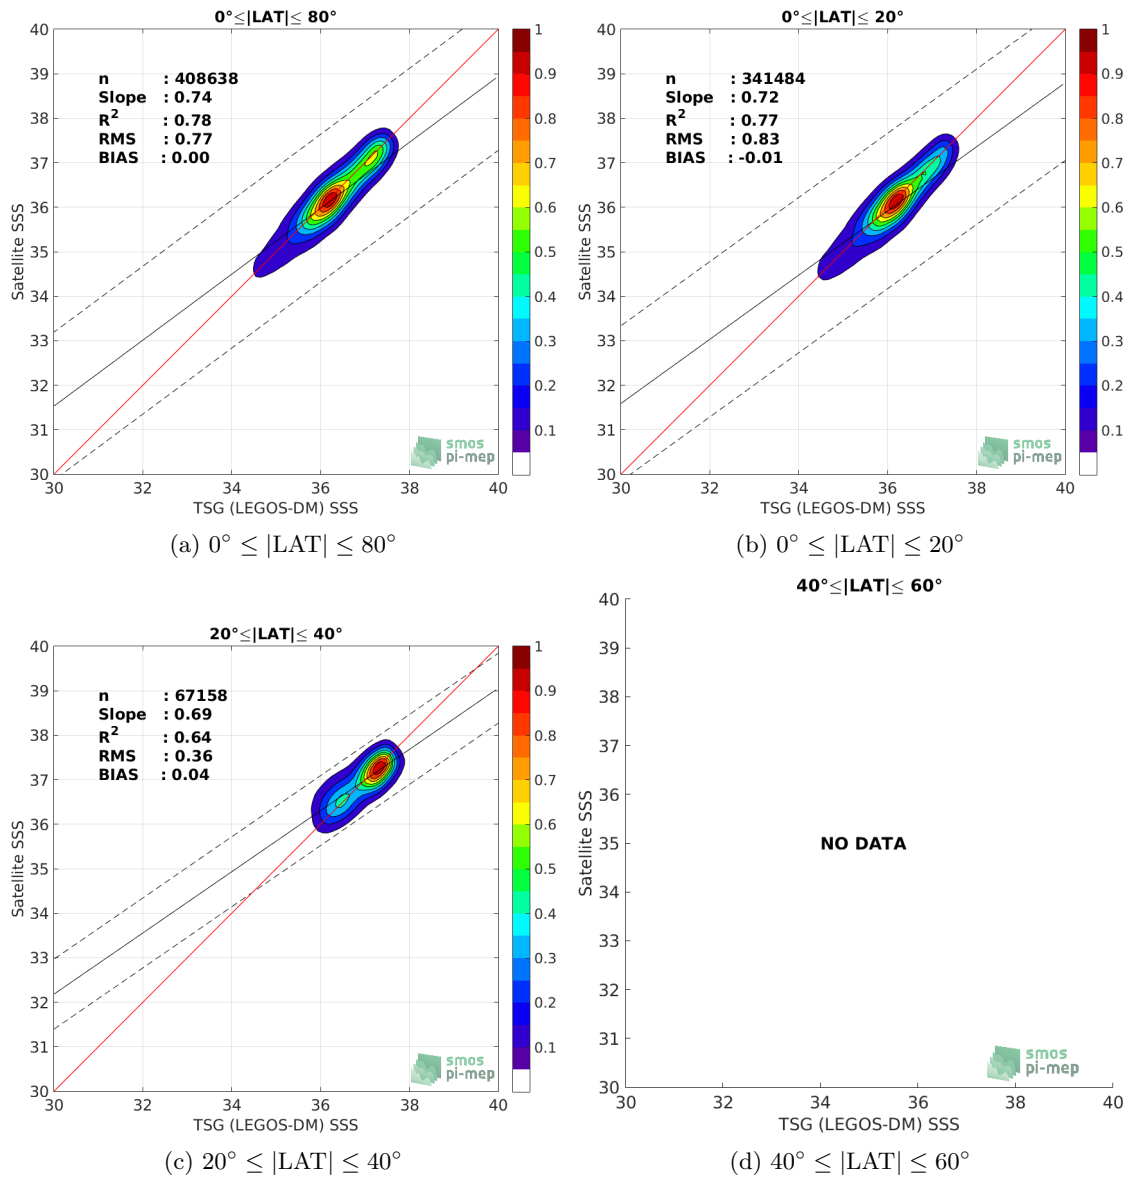 0°≤|LAT|≤ 80°
n : 408638
Slope : 0.74
R² : 0.78
RMS : 0.77
BIAS : 0.00
40
39
38
37
36
35
34
33
32
31
30
30 32 34 36 38 40
Satellite SSS
TSG (LEGOS-DM) SSS
1
0.9
0.8
0.7
0.6
0.5
0.4
0.3
0.2
0.1
smos
pi-mep
(a) 0° ≤ |LAT| ≤ 80°
0°≤|LAT|≤ 20°
n : 341484
Slope : 0.72
R² : 0.77
RMS : 0.83
BIAS : -0.01
40
39
38
37
36
35
34
33
32
31
30
30 32 34 36 38 40
Satellite SSS
TSG (LEGOS-DM) SSS
1
0.9
0.8
0.7
0.6
0.5
0.4
0.3
0.2
0.1
smos
pi-mep
(b) 0° ≤ |LAT| ≤ 20°
20°≤|LAT|≤ 40°
n : 67158
Slope : 0.69
R² : 0.64
RMS : 0.36
BIAS : 0.04
40
39
38
37
36
35
34
33
32
31
30
30 32 34 36 38 40
Satellite SSS
TSG (LEGOS-DM) SSS
1
0.9
0.8
0.7
0.6
0.5
0.4
0.3
0.2
0.1
smos
pi-mep
(c) 20° ≤ |LAT| ≤ 40°
40°≤|LAT|≤ 60°
40
39
38
37
36
35
34
33
32
31
30
30 32 34 36 38 40
Satellite SSS
NO DATA
TSG (LEGOS-DM) SSS
smos
pi-mep
(d) 40° ≤ |LAT| ≤ 60°